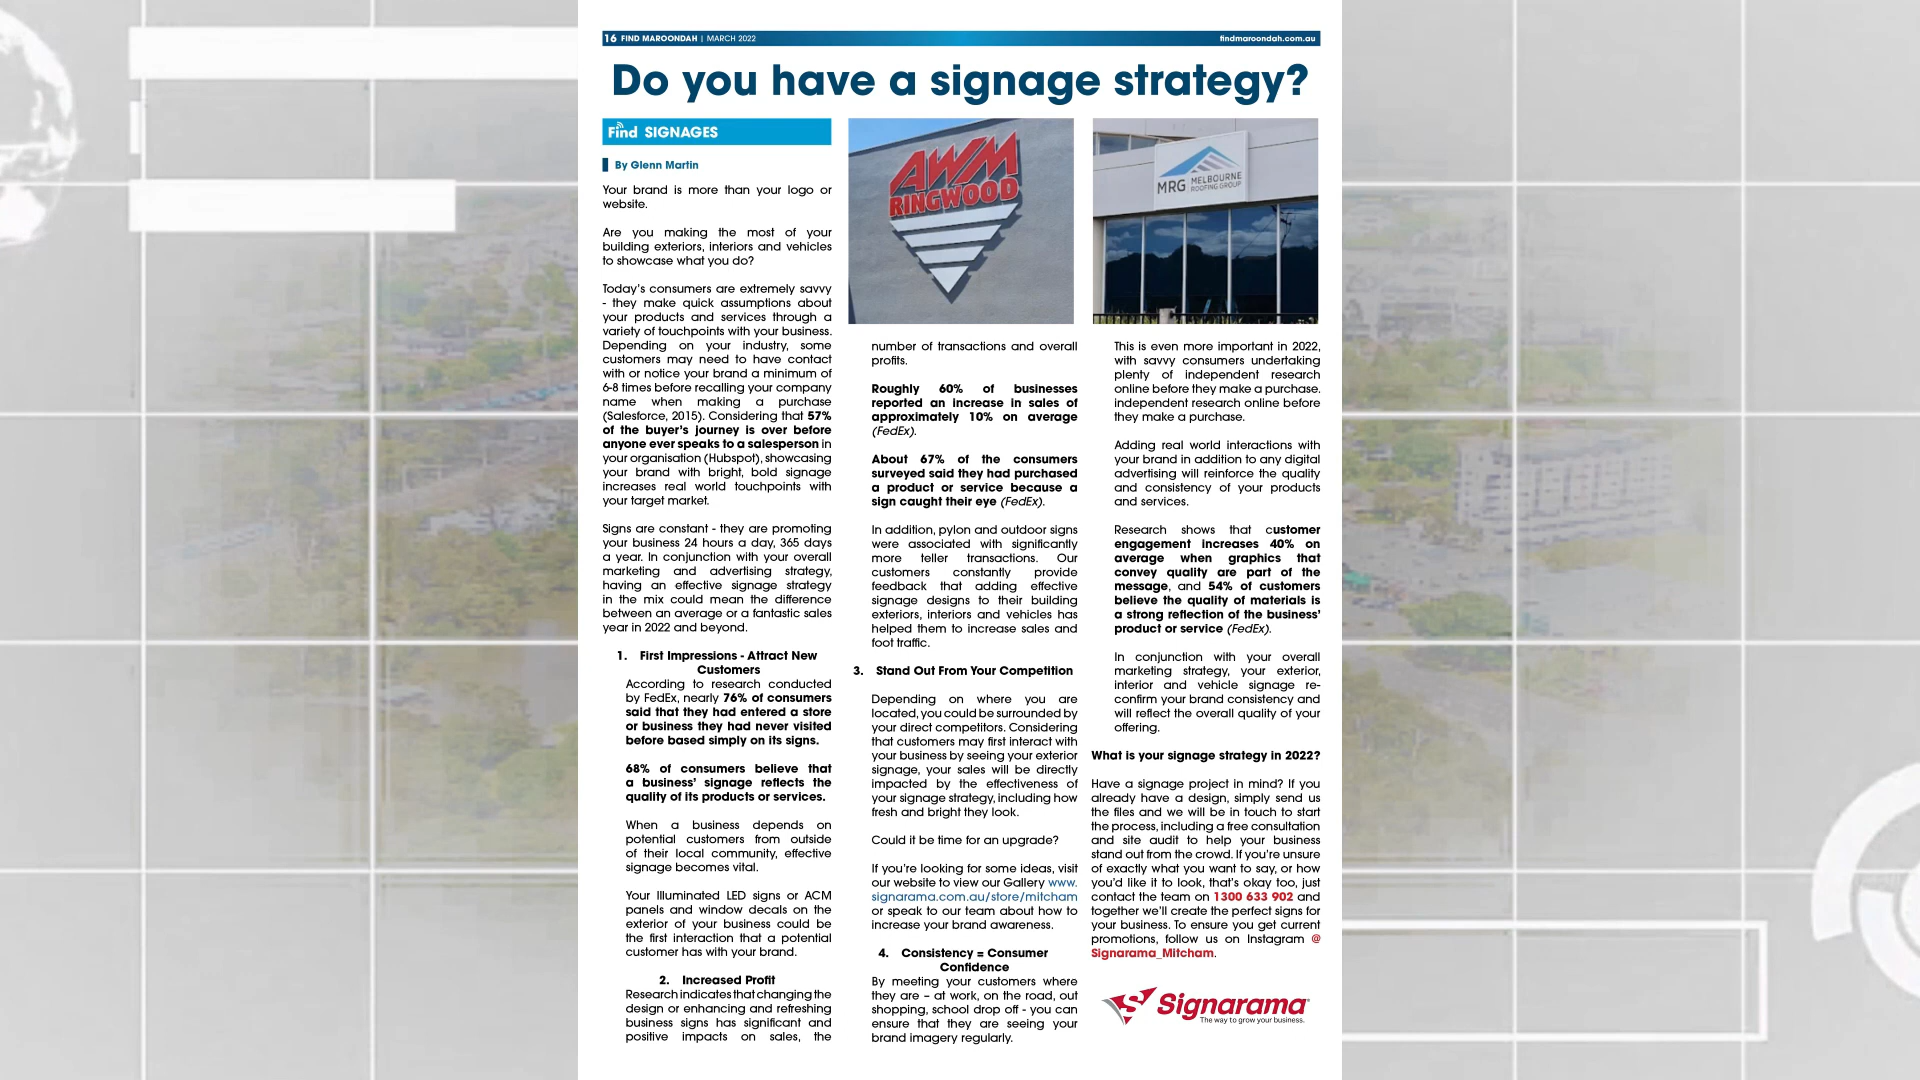 16 FIND MAROONDAH | MARCH 2022
findmaroondah.com.au
Do you have a signage strategy?
Find SIGNAGES
By Glenn Martin
Your brand is more than your logo or
website.
Are you making the most of your
building exteriors, interiors and vehicles
to showcase what you do?
Today's consumers are extremely savvy
- they make quick assumptions about
your products and services through a
variety of touchpoints with your business.
Depending on your industry, some
customers may need to have contact
with or notice your brand a minimum of
6-8 times before recalling your company
name when making a purchase
(Salesforce, 2015). Considering that 57%
of the buyer's journey is over before
anyone ever speaks to a salesperson in
your organisation (Hubspot), showcasing
your brand with bright, bold signage
increases real world touchpoints with
your target market.
Signs are constant - they are promoting
your business 24 hours a day, 365 days
a year. In conjunction with your overall
marketing and advertising strategy,
having an effective signage strategy
in the mix could mean the difference
between an average or a fantastic sales
year in 2022 and beyond.
1. First Impressions - Attract New
Customers
According to research conducted
by FedEx, nearly 76% of consumers
said that they had entered a store
or business they had never visited
before based simply on its signs.
68% of consumers believe that
a business' signage reflects the
quality of its products or services.
When a business depends on
potential customers from outside
of their local community, effective
signage becomes vital.
Your Illuminated LED signs or ACM
panels and window decals on the
exterior of your business could be
the first interaction that a potential
customer has with your brand.
2. Increased Profit
Research indicates that changing the
design or enhancing and refreshing
business signs has significant and
positive impacts on sales, the
AWM
RINGWOOD
number of transactions and overall
profits.
Roughly 60% of businesses
reported an increase in sales of
approximately 10% on average
(FedEx).
About 67% of the consumers
surveyed said they had purchased
a product or service because a
sign caught their eye (FedEx).
In addition, pylon and outdoor signs
were associated with significantly
more teller transactions. Our
customers constantly provide
feedback that adding effective
signage designs to their building
exteriors, interiors and vehicles has
helped them to increase sales and
foot traffic.
3. Stand Out From Your Competition
Depending on where you are
located, you could be surrounded by
your direct competitors. Considering
that customers may first interact with
your business by seeing your exterior
signage, your sales will be directly
impacted by the effectiveness of
your signage strategy, including how
fresh and bright they look.
Could it be time for an upgrade?
If you're looking for some ideas, visit
our website to view our Gallery www.
signarama.com.au/store/mitcham
or speak to our team about how to
increase your brand awareness.
4. Consistency = Consumer
Confidence
By meeting your customers where
they are – at work, on the road, out
shopping, school drop off - you can
ensure that they are seeing your
brand imagery regularly.
MRG MELBOURNE
ROOFING GROUP
This is even more important in 2022,
with savvy consumers undertaking
plenty of independent research
online before they make a purchase.
independent research online before
they make a purchase.
Adding real world interactions with
your brand in addition to any digital
advertising will reinforce the quality
and consistency of your products
and services.
Research shows that customer
engagement increases 40% on
average when graphics that
convey quality are part of the
message, and 54% of customers
believe the quality of materials is
a strong reflection of the business'
product or service (FedEx).
In conjunction with your overall
marketing strategy, your exterior,
interior and vehicle signage re-
confirm your brand consistency and
will reflect the overall quality of your
offering.
What is your signage strategy in 2022?
Have a signage project in mind? If you
already have a design, simply send us
the files and we will be in touch to start
the process, including a free consultation
and site audit to help your business
stand out from the crowd. If you're unsure
of exactly what you want to say, or how
you'd like it to look, that's okay too, just
contact the team on 1300 633 902 and
together we'll create the perfect signs for
your business. To ensure you get current
promotions, follow us on Instagram @
Signarama_Mitcham.
Signarama
The way to grow your business.